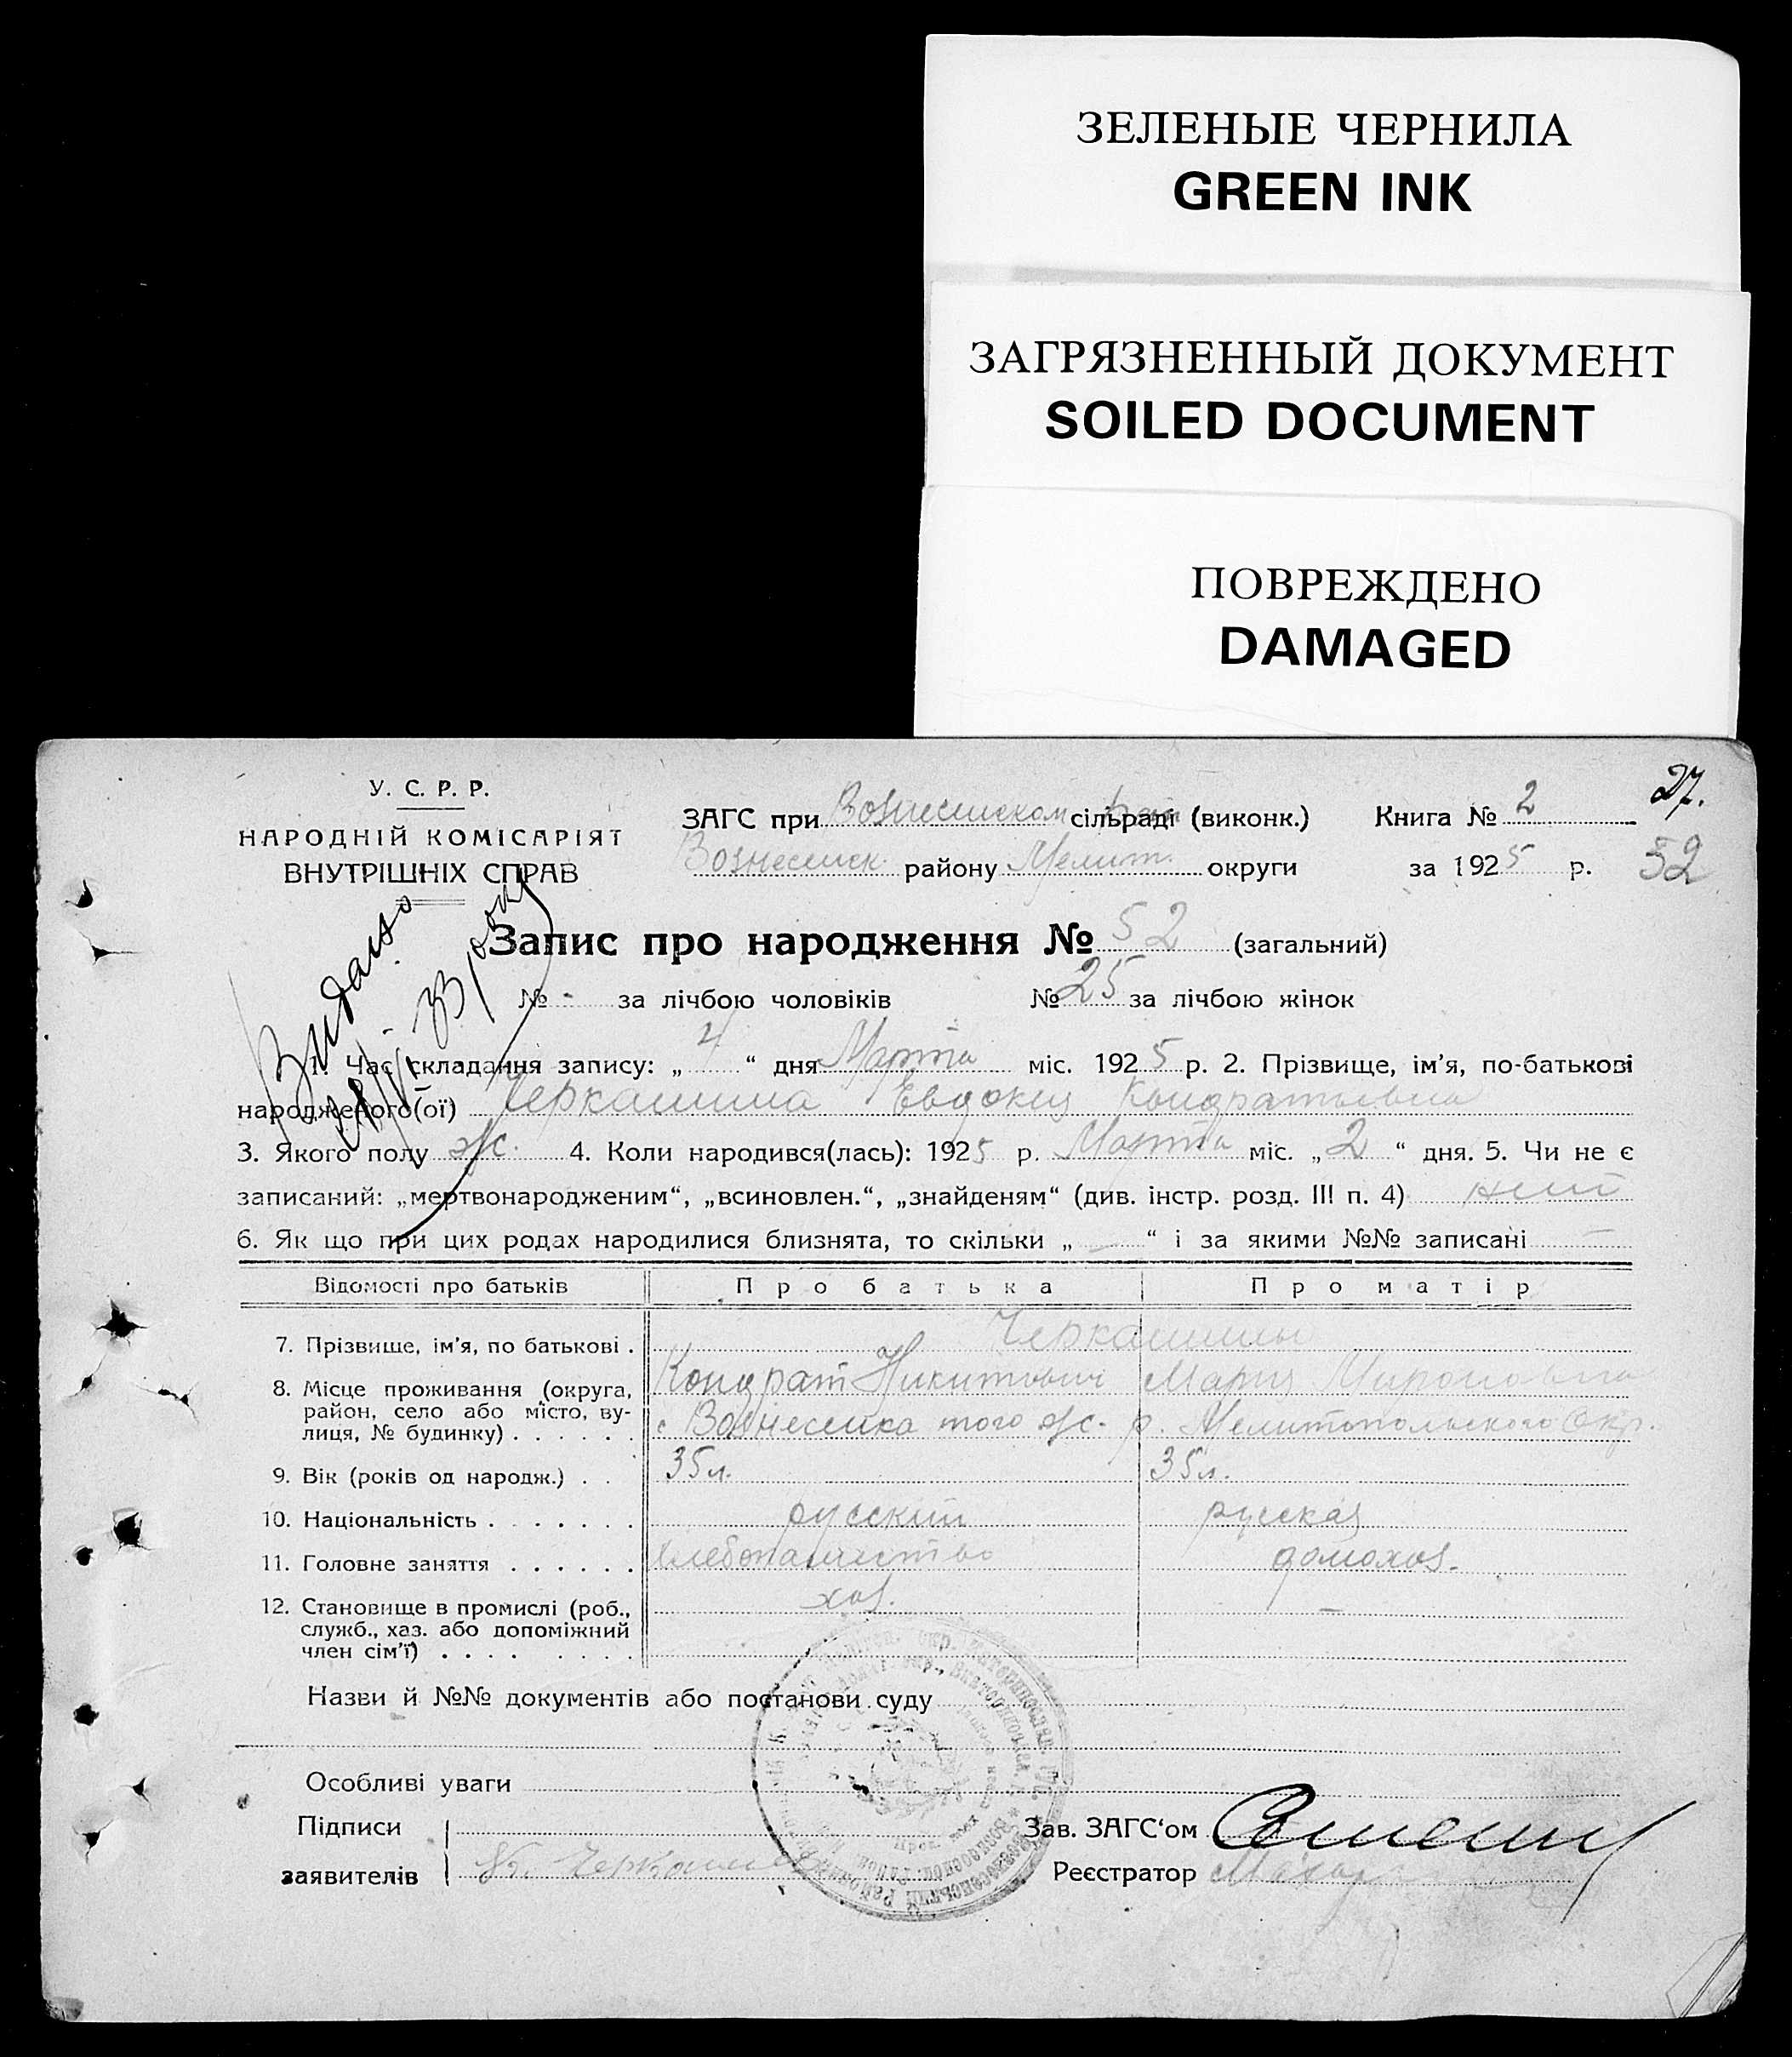 ЗЕЛЕНЫЕ ЧЕРНИЛА
GREEN INK
ЗАГРЯЗНЕННЫЙ ДОКУМЕНТ
SOILED DOCUMENT
ПОВРЕЖДЕНО
DAMAGED
У. С. Р. Р.
НАРОДНІЙ КОМІСАРІЯТ
ВНУТРІШНІХ СПРАВ
ЗАГС при Вознесенском сільраді (виконк.) Книга № 2 27.
Вознесенск. району Мелит. округи за 1925 р. 52
Видано
Запис про народження № 52 (загальний)
№ - за лічбою чоловіків № 25 за лічбою жінок
1. Час складання запису: „ 4 “ дня Марта міс. 1925 р. 2. Прізвище, ім'я, по-батькові
народженого(ої) Черкашина Евдокия Кондратьевна
3. Якого полу ж. 4. Коли народився(лась): 1925 р. Марта міс. „ 2 “ дня. 5. Чи не є
записаний: „мертвонародженим“, „всиновлен.“, „знайденям“ (див. інстр. розд. III п. 4) нет
6. Як що при цих родах народилися близнята, то скільки „ — “ і за якими №№ записані —
Відомості про батьків Про батька Про матір
7. Прізвище, ім'я, по батькові . Черкашины
Кондрат Никитович Мария Мироновна
8. Місце проживання (округа, район, село або місто, вулиця, № будинку) . . . . . . с Вознесенка того ж. р. Мелитопольского Окр.
9. Вік (років од народж.) . . 35 л. 35 л.
10. Національність . . . . . . . русский русская
11. Головне заняття . . . . . . хлебопашество домохоз.
12. Становище в промислі (роб., служб., хаз. або допоміжний член сім'ї) . . . . . . . . хоз. —
Назви й №№ документів або постанови суду
Особливі уваги
Підписи
заявителів Черкашин
Зав. ЗАГС'ом
Реєстратор